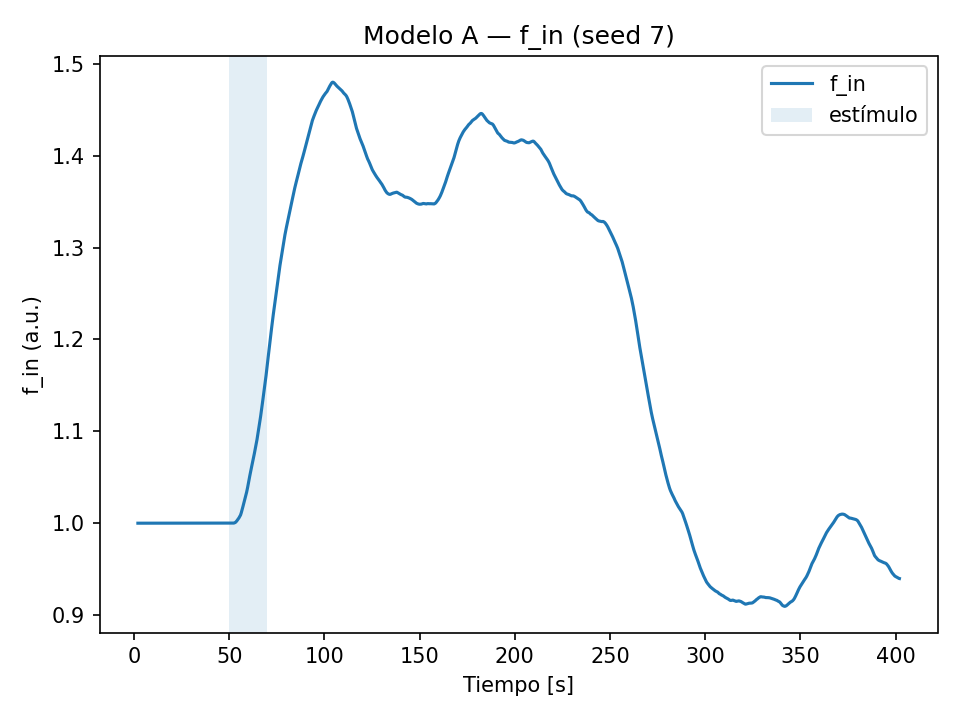 Modelo A — f_in (seed 7)
f_in
estímulo
f_in (a.u.)
1.5
1.4
1.3
1.2
1.1
1.0
0.9
0 50 100 150 200 250 300 350 400
Tiempo [s]